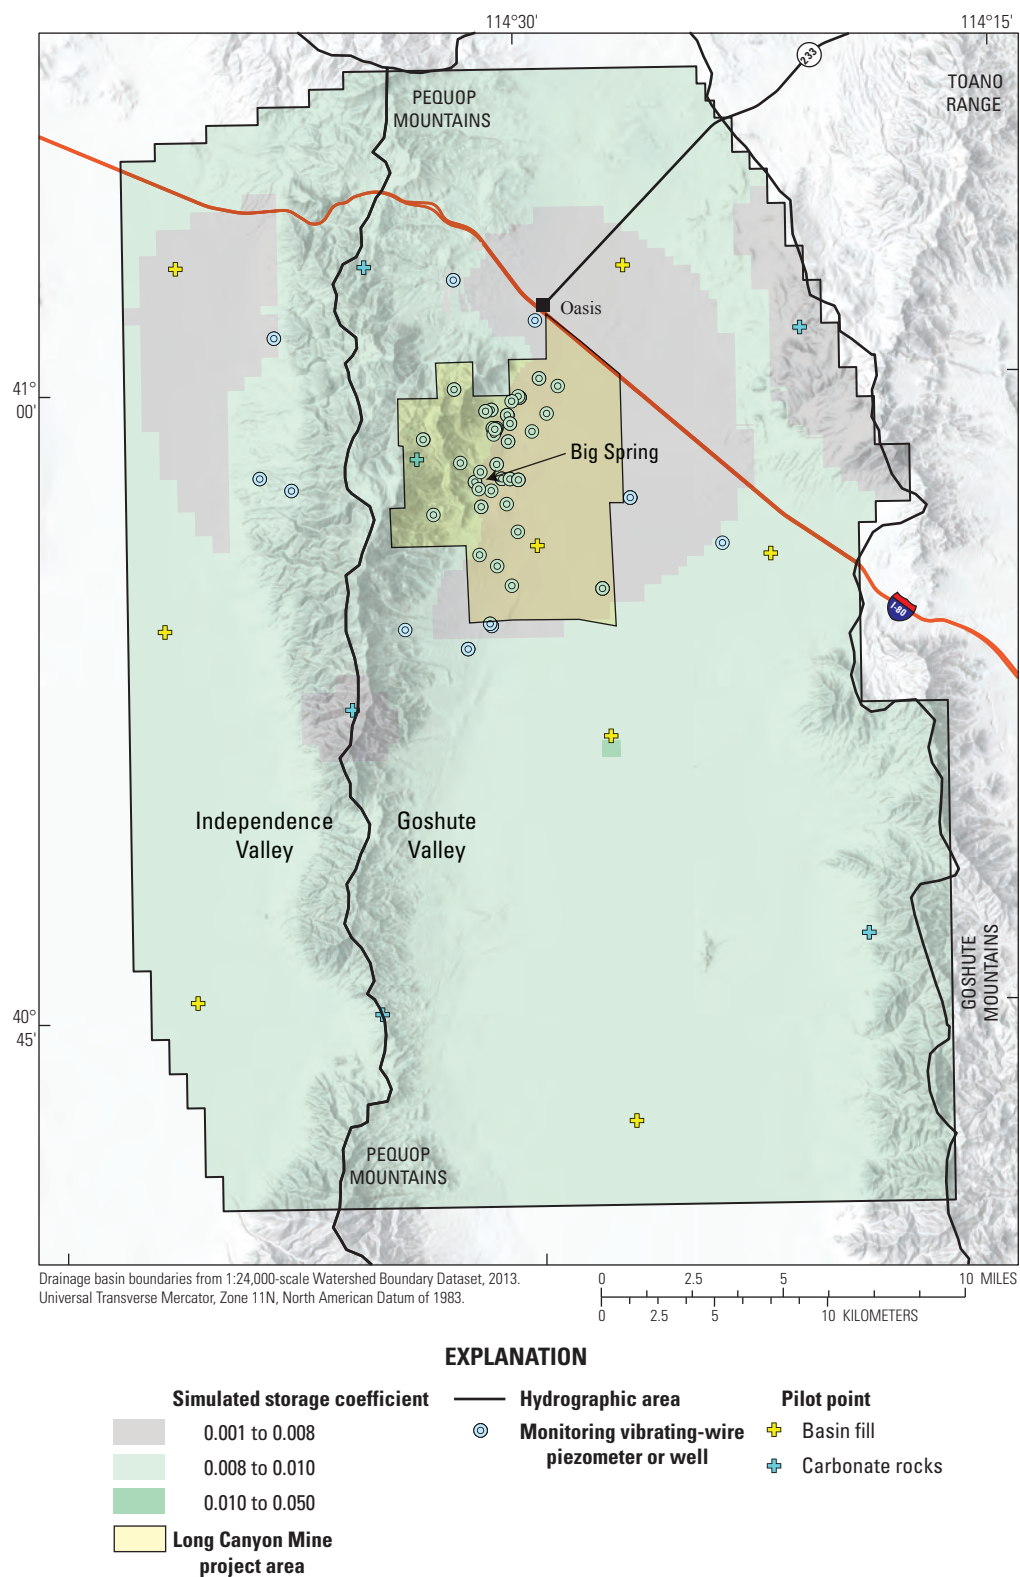 114°30'
114°15'
233
TOANO
RANGE
PEQUOP
MOUNTAINS
Oasis
41°
00'
Big Spring
I-80
Independence
Valley
Goshute
Valley
GOSHUTE
MOUNTAINS
40°
45'
PEQUOP
MOUNTAINS
Drainage basin boundaries from 1:24,000-scale Watershed Boundary Dataset, 2013.
Universal Transverse Mercator, Zone 11N, North American Datum of 1983.
0 2.5 5 10 MILES
0 2.5 5 10 KILOMETERS
EXPLANATION
Simulated storage coefficient
0.001 to 0.008
0.008 to 0.010
0.010 to 0.050
Long Canyon Mine
project area
Hydrographic area
Monitoring vibrating-wire
piezometer or well
Pilot point
Basin fill
Carbonate rocks